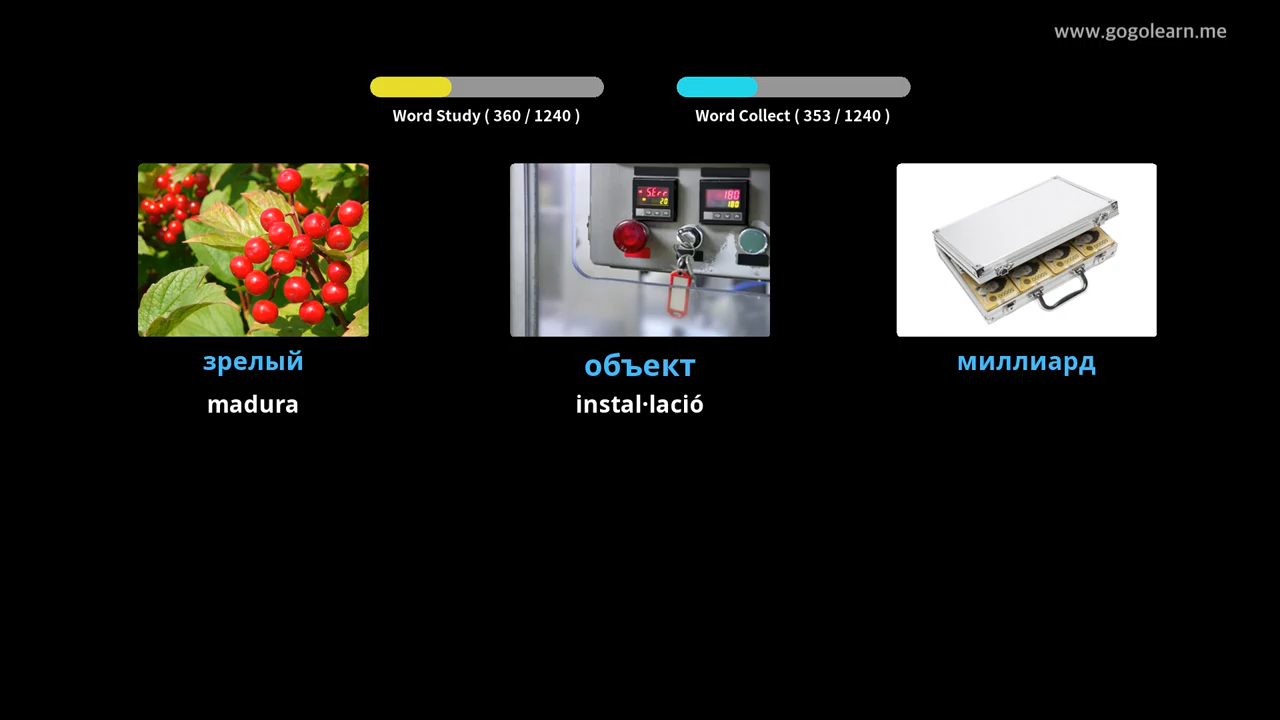 www.gogolearn.me
Word Study ( 360 / 1240 )
Word Collect ( 353 / 1240 )
зрелый
madura
объект
instal·lació
миллиард